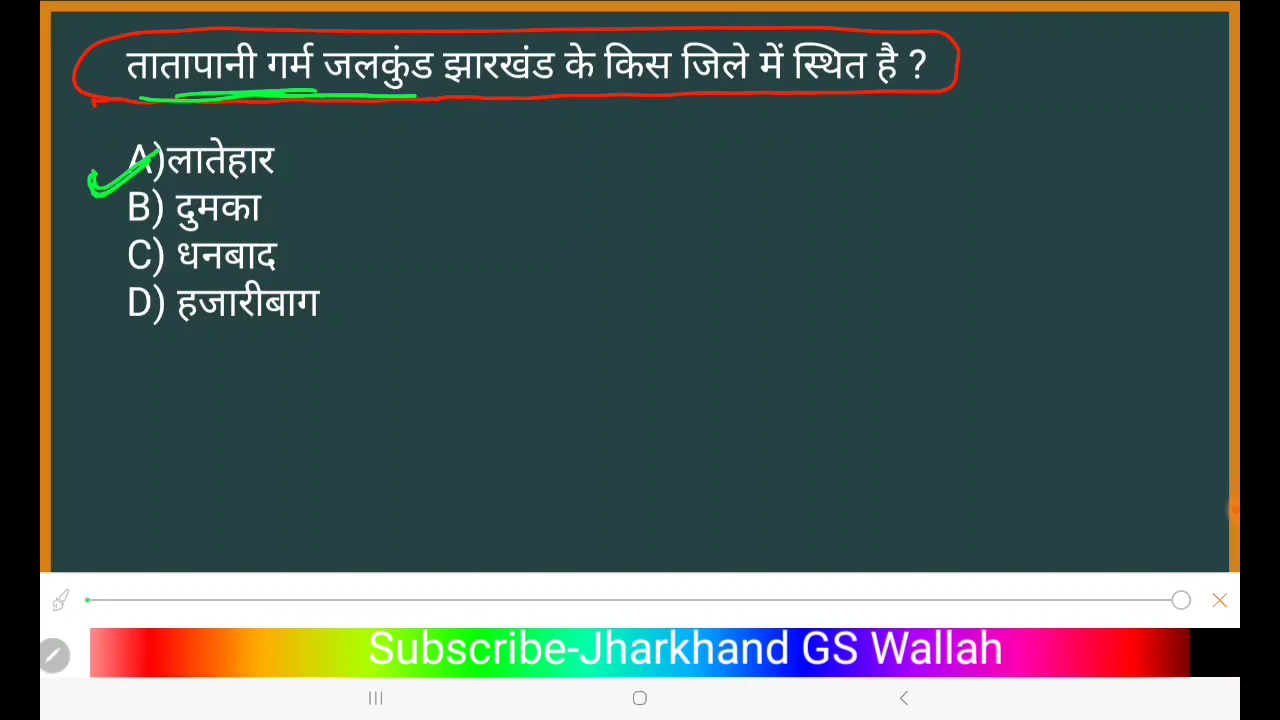 तातापानी गर्म जलकुंड झारखंड के किस जिले में स्थित है ?
A)लातेहार
B) दुमका
C) धनबाद
D) हजारीबाग
Subscribe-Jharkhand GS Wallah